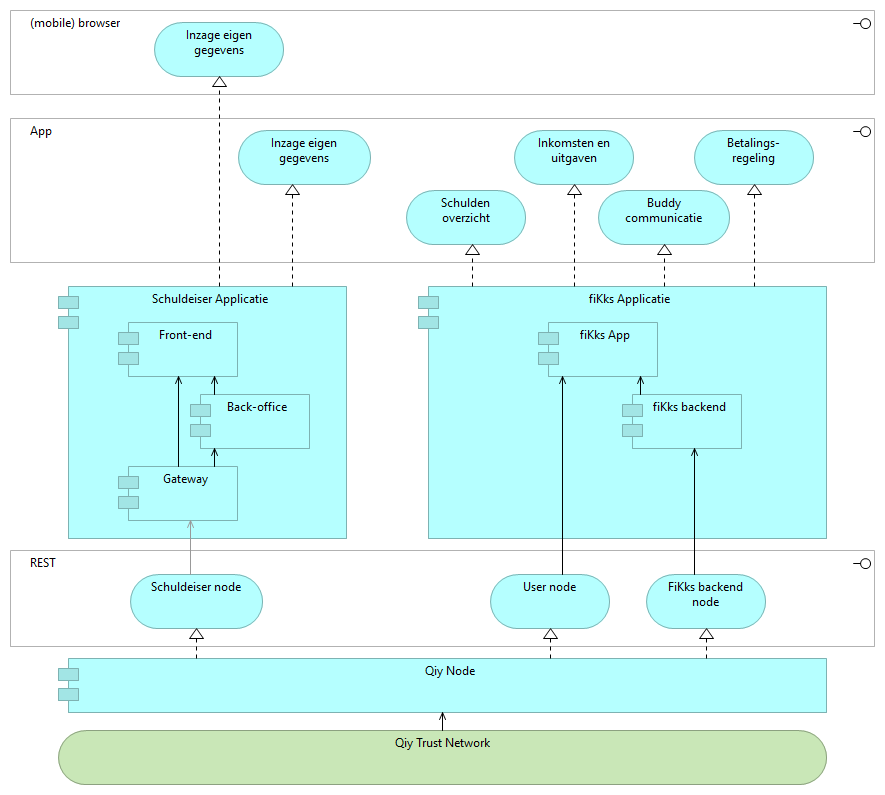 (mobile) browser
Inzage eigen
gegevens
App
Inzage eigen
gegevens
Inkomsten en
uitgaven
Betalings-
regeling
Schulden
overzicht
Buddy
communicatie
Schuldeiser Applicatie
Front-end
Back-office
Gateway
fiKks Applicatie
fiKks App
fiKks backend
REST
Schuldeiser node
User node
FiKks backend
node
Qiy Node
Qiy Trust Network